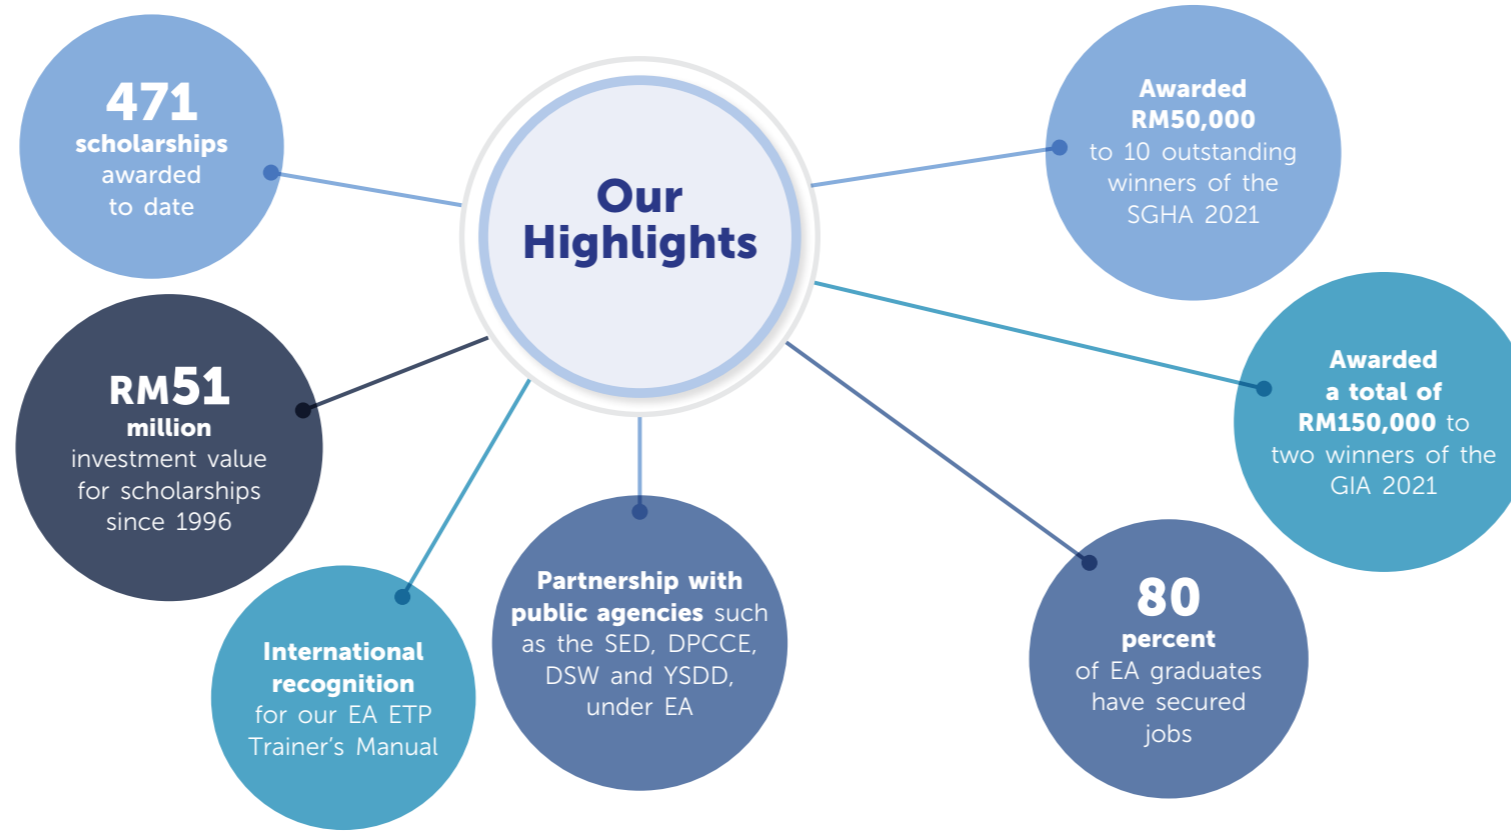 Our
Highlights
471
scholarships
awarded
to date
RM51
million
investment value
for scholarships
since 1996
International
recognition
for our EA ETP
Trainer’s Manual
Partnership with
public agencies such
as the SED, DPCCE,
DSW and YSDD,
under EA
80
percent
of EA graduates
have secured
jobs
Awarded
a total of
RM150,000 to
two winners of the
GIA 2021
Awarded
RM50,000
to 10 outstanding
winners of the
SGHA 2021